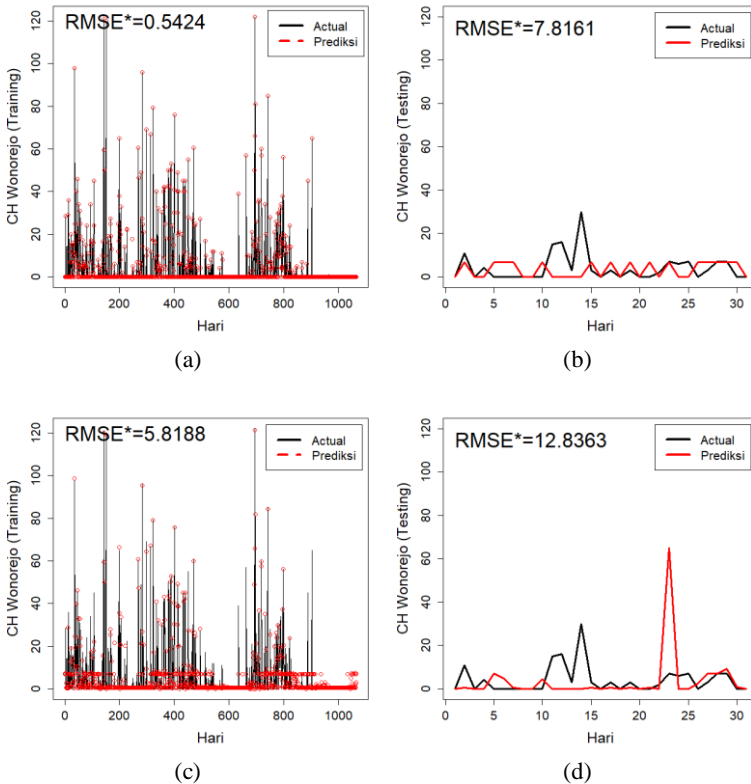 RMSE*=0.5424
Actual
Prediksi
CH Wonorejo (Training)
0 20 40 60 80 100 120
0 200 400 600 800 1000
Hari
(a)
RMSE*=7.8161
Actual
Prediksi
CH Wonorejo (Testing)
0 20 40 60 80 100 120
0 5 10 15 20 25 30
Hari
(b)
RMSE*=5.8188
Actual
Prediksi
CH Wonorejo (Training)
0 20 40 60 80 100 120
0 200 400 600 800 1000
Hari
(c)
RMSE*=12.8363
Actual
Prediksi
CH Wonorejo (Testing)
0 20 40 60 80 100 120
0 5 10 15 20 25 30
Hari
(d)